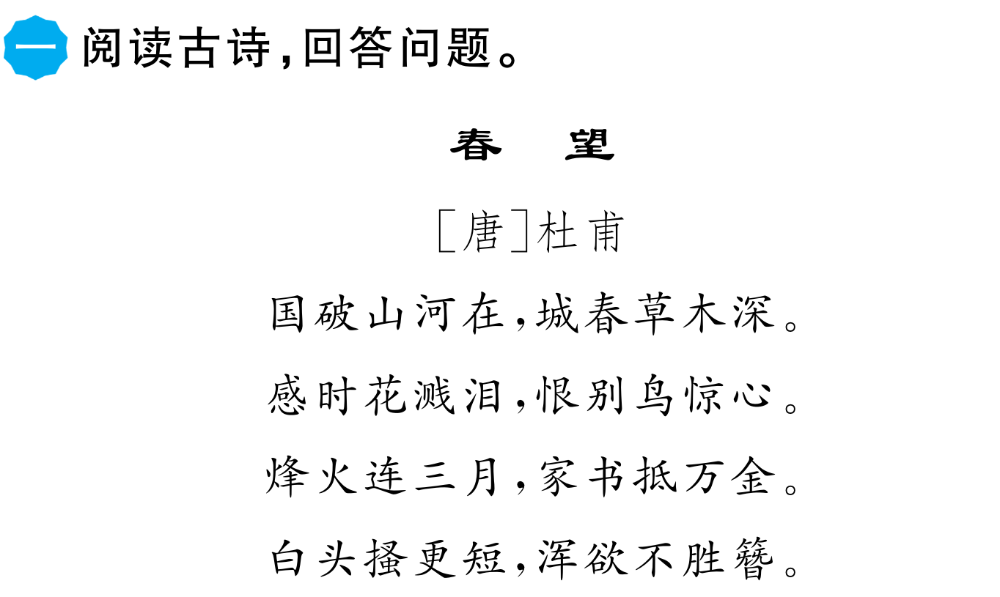 一 阅读古诗,回答问题。
春 望
[唐]杜甫
国破山河在,城春草木深。
感时花溅泪,恨别鸟惊心。
烽火连三月,家书抵万金。
白头搔更短,浑欲不胜簪。